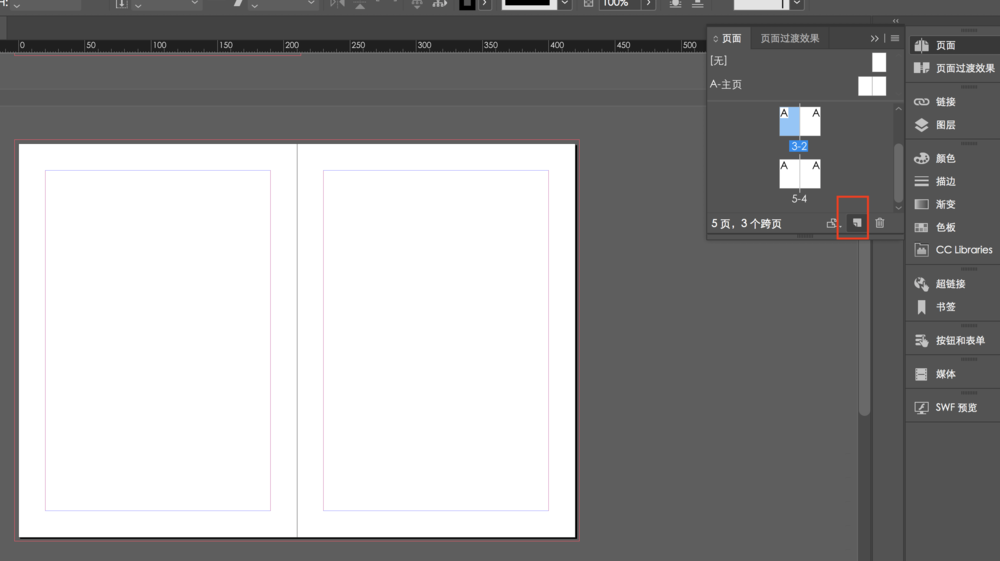 100%
0 50 100 150 200 250 300 350 400 450 500
页面 页面过渡效果
[无]
A-主页
A A
3-2
A A
5-4
5 页，3 个跨页
页面
页面过渡效果
链接
图层
颜色
描边
渐变
色板
CC Libraries
超链接
书签
按钮和表单
媒体
SWF 预览